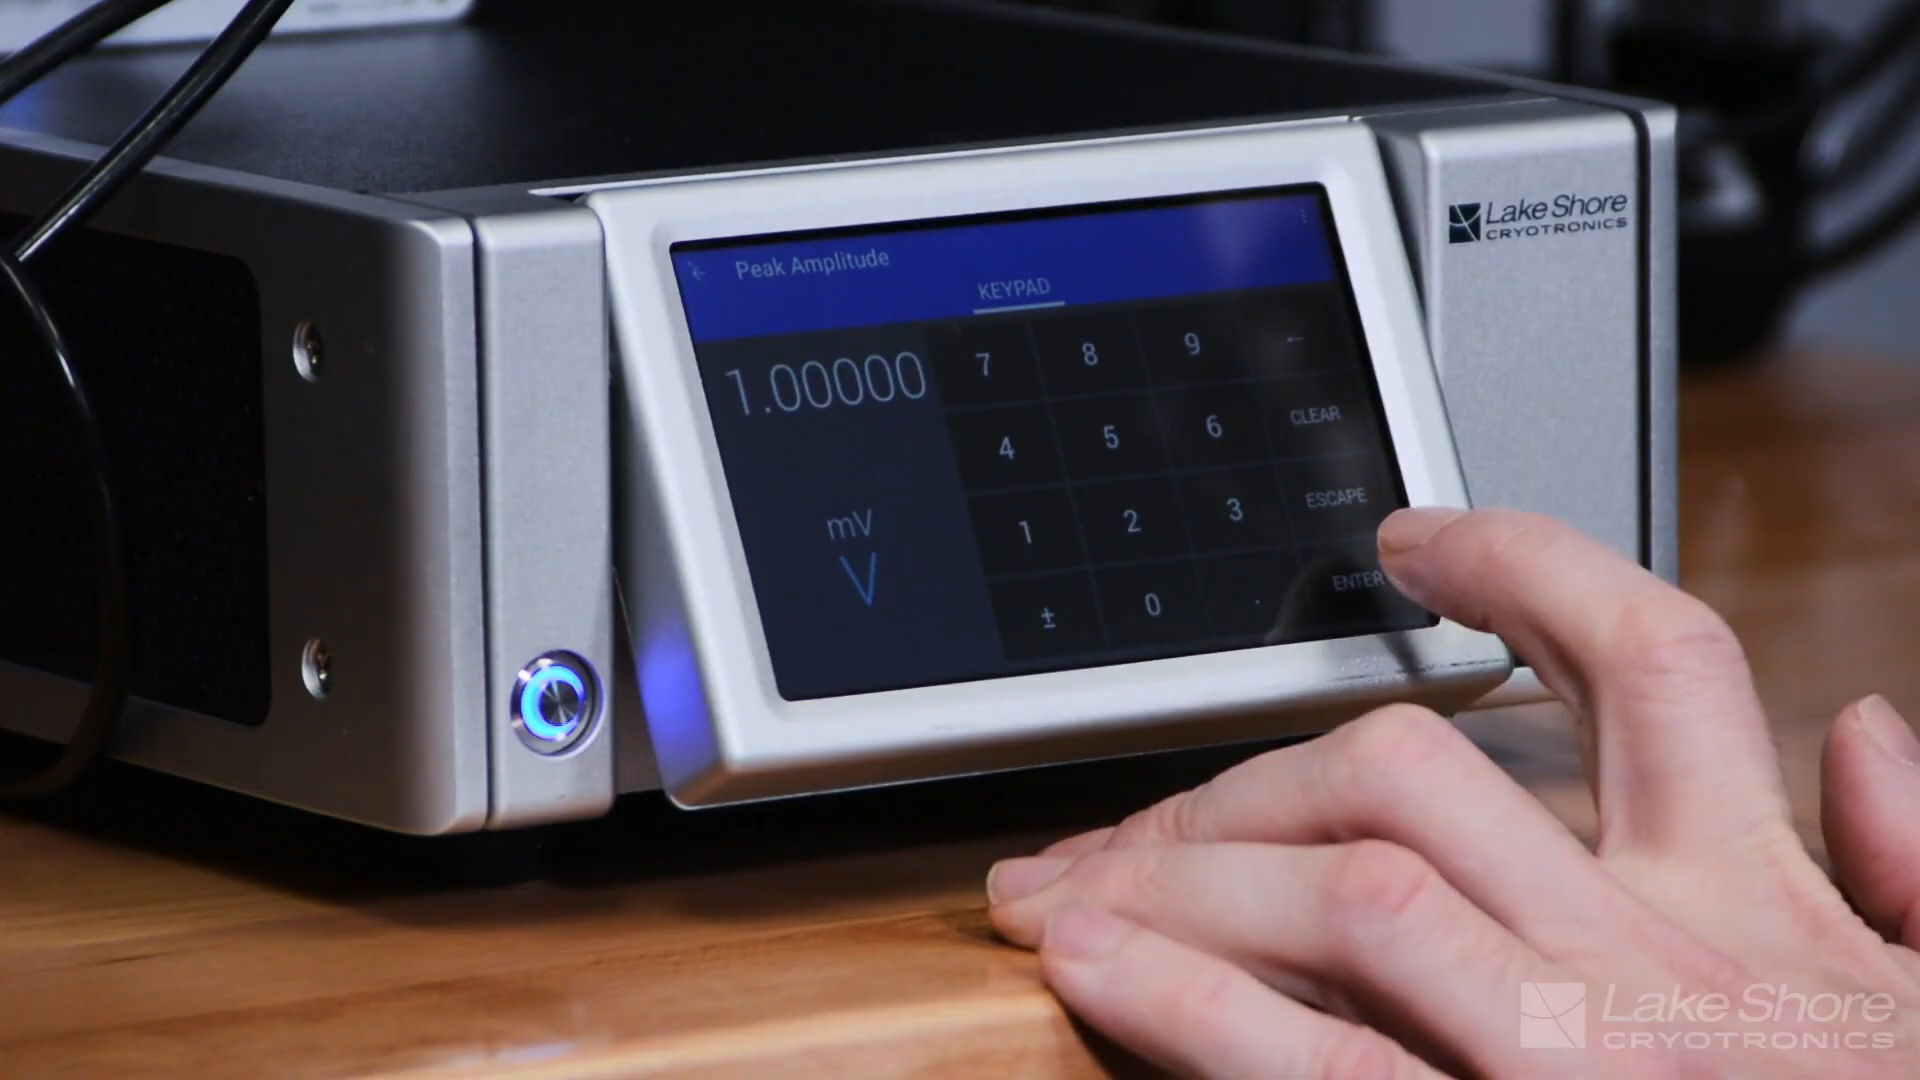 Peak Amplitude
KEYPAD
1.00000
mV
V
7 8 9 ←
4 5 6 CLEAR
1 2 3 ESCAPE
± 0 . ENTER
Lake Shore
CRYOTRONICS
Lake Shore
CRYOTRONICS